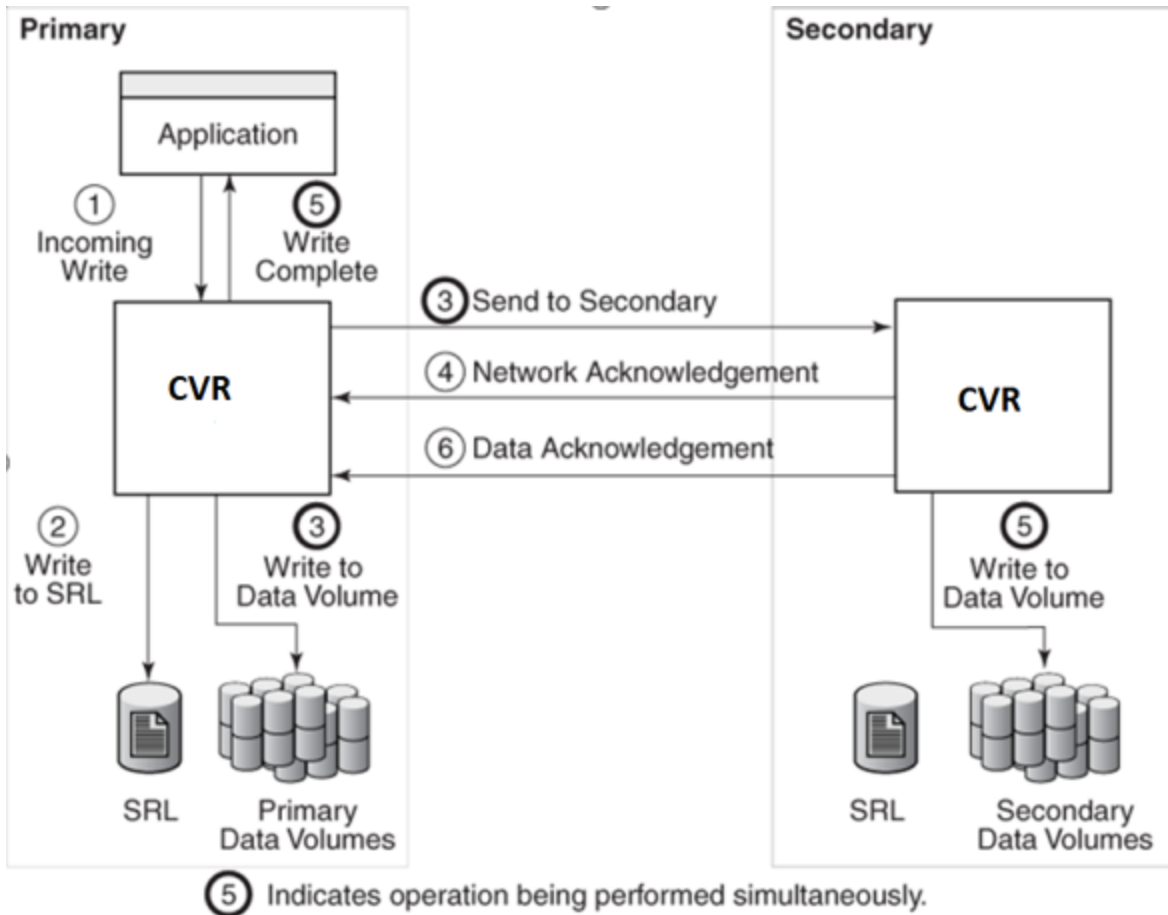 Primary
Secondary
Application
1
Incoming
Write
5
Write
Complete
3 Send to Secondary
4 Network Acknowledgement
6 Data Acknowledgement
CVR
CVR
2
Write
to SRL
3
Write to
Data Volume
5
Write to
Data Volume
SRL
Primary
Data Volumes
SRL
Secondary
Data Volumes
5 Indicates operation being performed simultaneously.